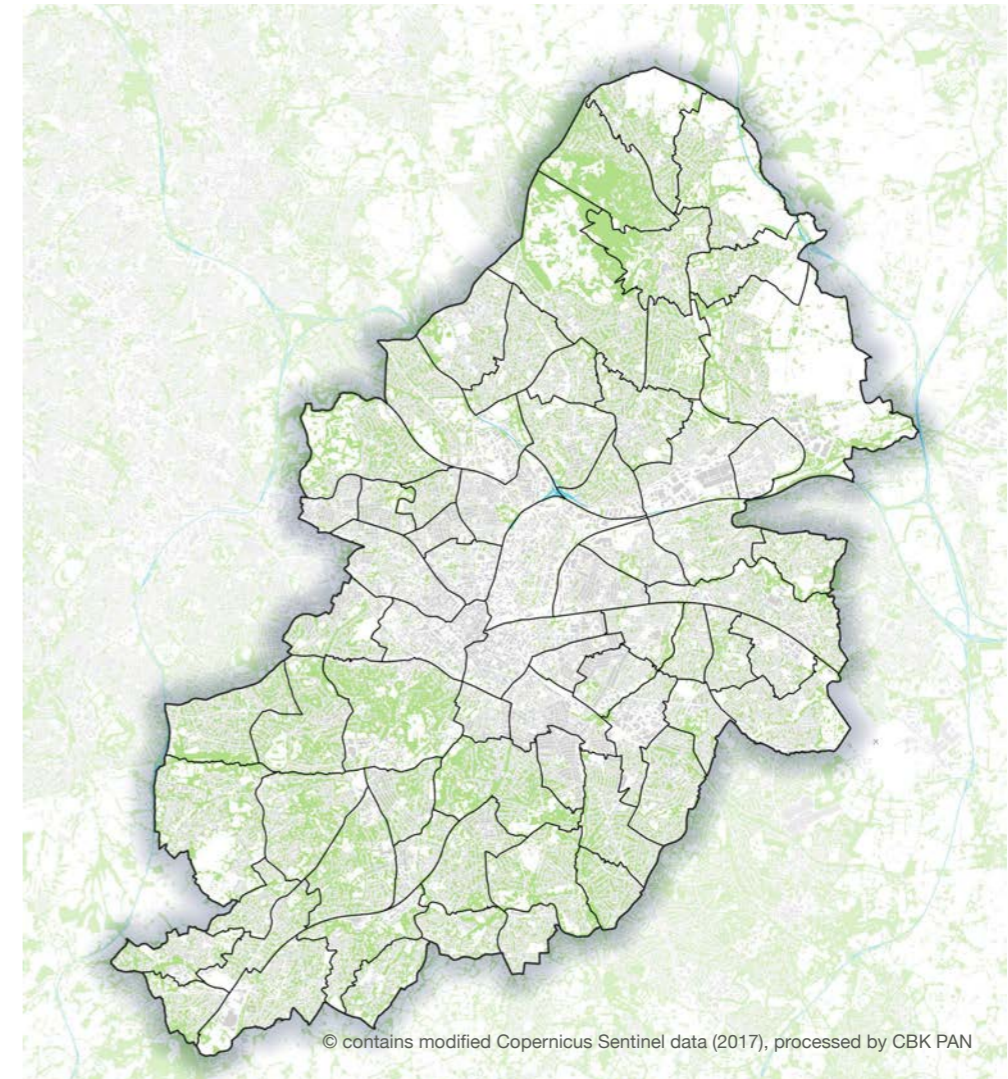 © contains modified Copernicus Sentinel data (2017), processed by CBK PAN